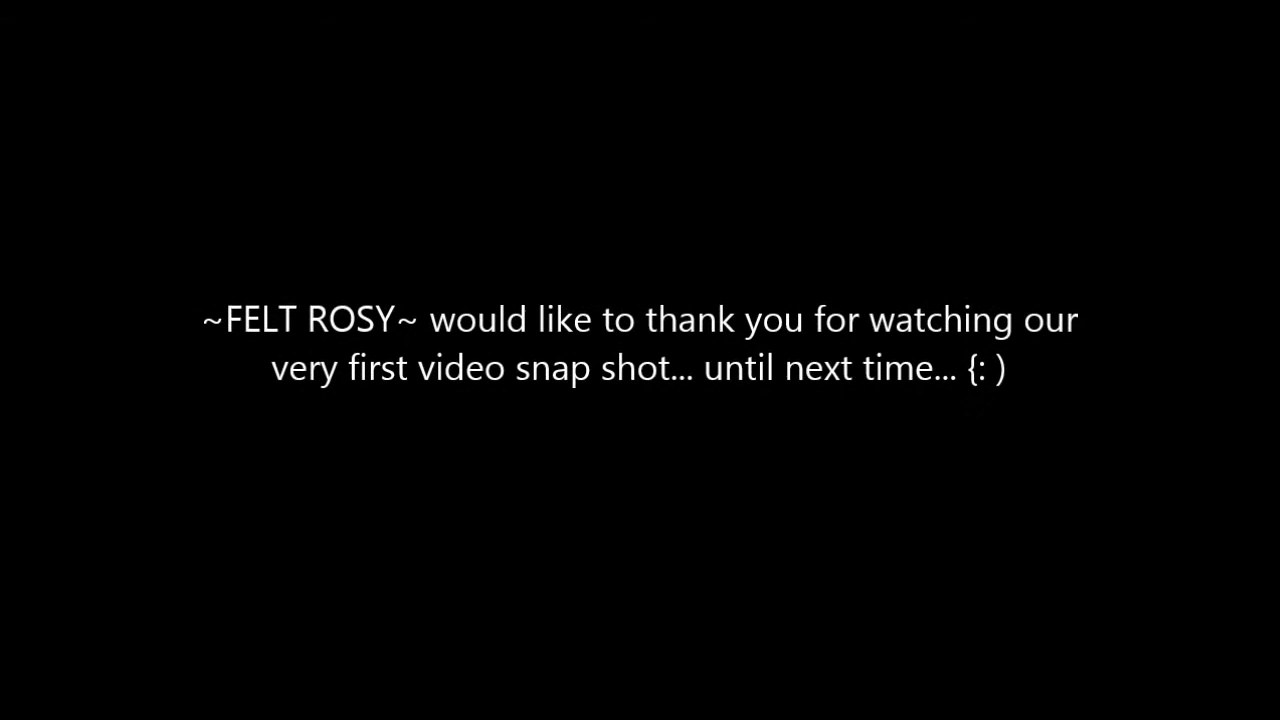 ~FELT ROSY~ would like to thank you for watching our
very first video snap shot... until next time... {: )